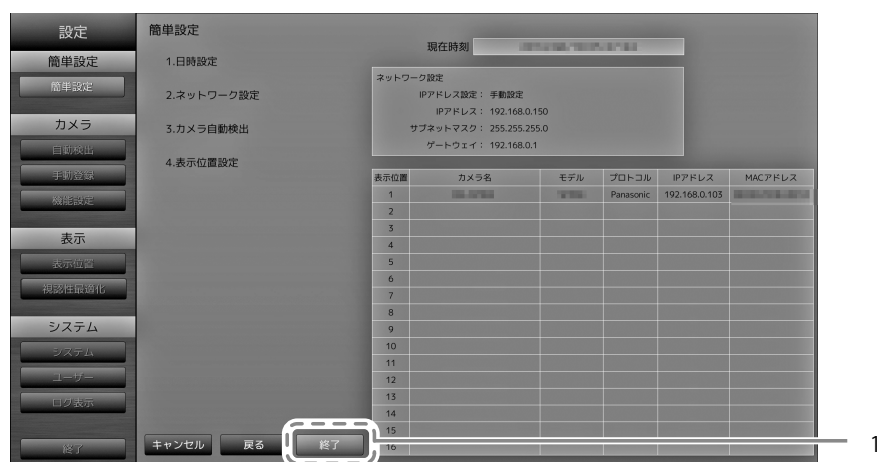 設定
簡単設定
簡単設定
カメラ
自動検出
手動登録
機能設定
表示
表示位置
視認性最適化
システム
システム
ユーザー
ログ表示
終了
簡単設定
1.日時設定
2.ネットワーク設定
3.カメラ自動検出
4.表示位置設定
現在時刻
ネットワーク設定
IPアドレス設定： 手動設定
IPアドレス： 192.168.0.150
サブネットマスク： 255.255.255.0
ゲートウェイ： 192.168.0.1
表示位置 カメラ名 モデル プロトコル IPアドレス MACアドレス
1 Panasonic 192.168.0.103
2
3
4
5
6
7
8
9
10
11
12
13
14
15
16
キャンセル 戻る 終了
1